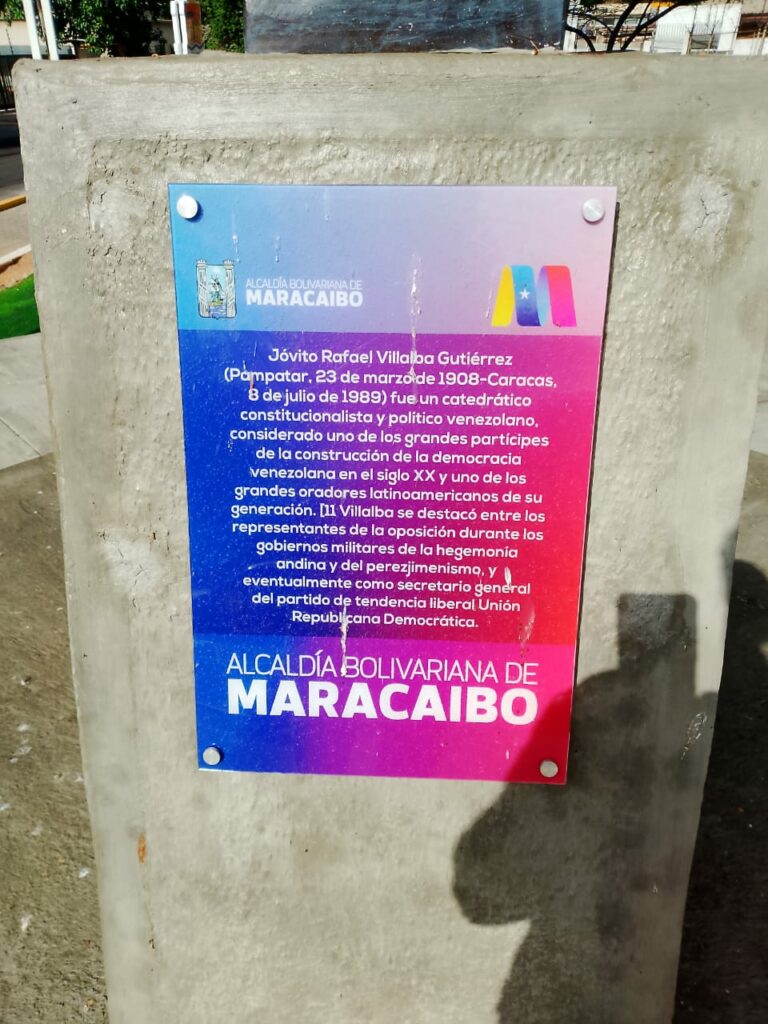 ALCALDÍA BOLIVARIANA DE
MARACAIBO
Jóvito Rafael Villalba Gutiérrez
(Pampatar, 23 de marzo de 1908-Caracas,
8 de julio de 1989) fue un catedrático
constitucionalista y político venezolano,
considerado uno de los grandes partícipes
de la construcción de la democracia
venezolana en el siglo XX y uno de los
grandes oradores latinoamericanos de su
generación. [11 Villalba se destacó entre los
representantes de la oposición durante los
gobiernos militares de la hegemonía
andina y del perezjimenismo, y
eventualmente como secretario general
del partido de tendencia liberal Unión
Republicana Democrática.
ALCALDÍA BOLIVARIANA DE
MARACAIBO